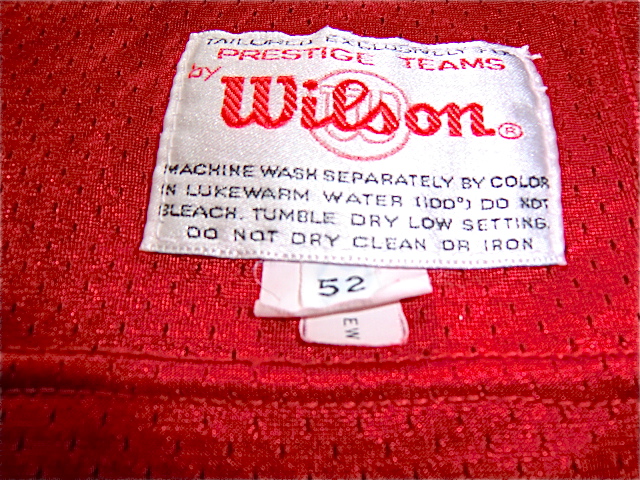 TAILORED EXCLUSIVELY FOR
PRESTIGE TEAMS
by
Wilson®
MACHINE WASH SEPARATELY BY COLOR
IN LUKEWARM WATER (100°) DO NOT
BLEACH. TUMBLE DRY LOW SETTING.
DO NOT DRY CLEAN OR IRON
52
EW